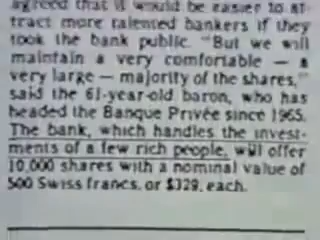 agreed that it would be easier to at-
tract more talented bankers if they
took the bank public. "But we will
maintain a very comfortable — a
very large — majority of the shares,"
said the 61-year-old baron, who has
headed the Banque Privée since 1965.
The bank, which handles the invest-
ments of a few rich people, will offer
10,000 shares with a nominal value of
500 Swiss francs, or $329, each.